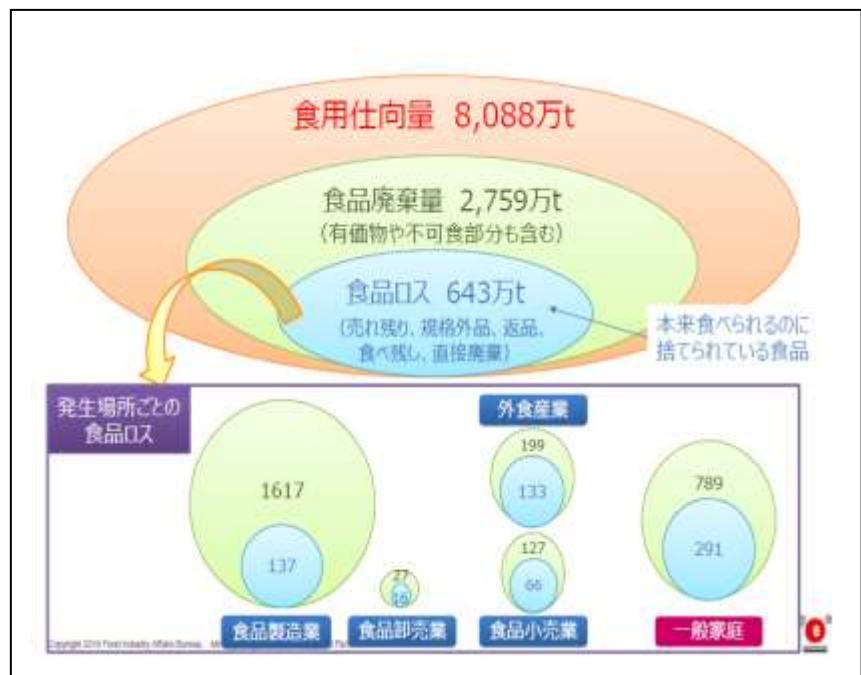 食用仕向量 8,088万t
食品廃棄量 2,759万t
（有価物や不可食部分も含む）
食品ロス 643万t
（売れ残り、規格外品、返品、
食べ残し、直接廃棄）
本来食べられるのに
捨てられている食品
発生場所ごとの
食品ロス
1617
137
食品製造業
27
16
食品卸売業
外食産業
199
133
127
66
食品小売業
789
291
一般家庭
Food Industry Affairs Bureau,